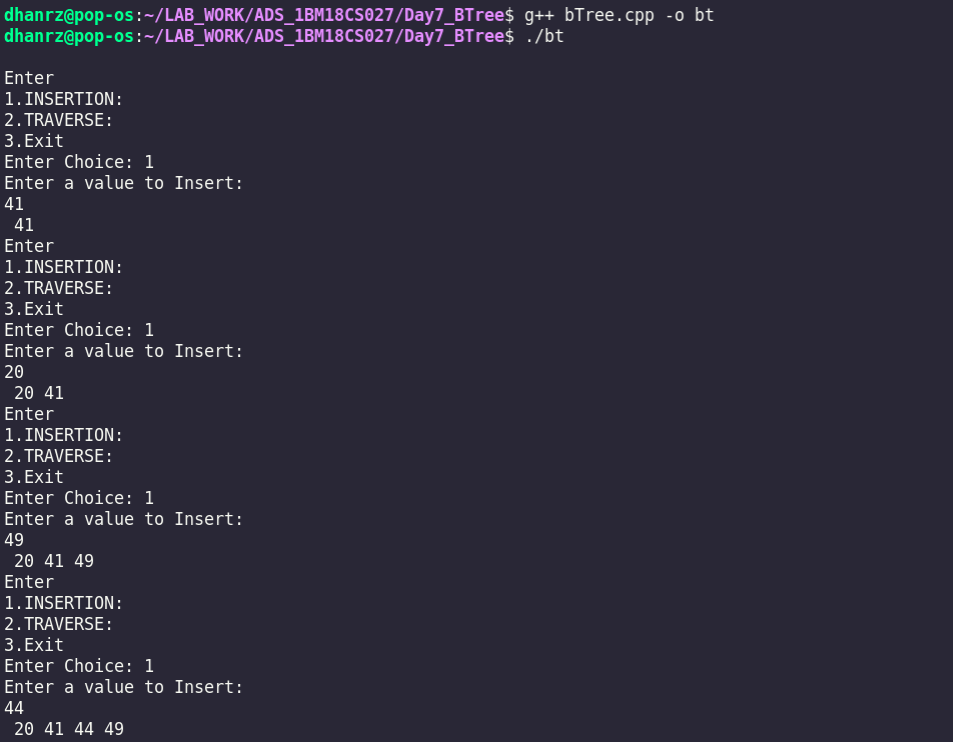 dhanrz@pop-os:~/LAB_WORK/ADS_1BM18CS027/Day7_BTree$ g++ bTree.cpp -o bt
dhanrz@pop-os:~/LAB_WORK/ADS_1BM18CS027/Day7_BTree$ ./bt

Enter
1.INSERTION:
2.TRAVERSE:
3.Exit
Enter Choice: 1
Enter a value to Insert:
41
 41
Enter
1.INSERTION:
2.TRAVERSE:
3.Exit
Enter Choice: 1
Enter a value to Insert:
20
 20 41
Enter
1.INSERTION:
2.TRAVERSE:
3.Exit
Enter Choice: 1
Enter a value to Insert:
49
 20 41 49
Enter
1.INSERTION:
2.TRAVERSE:
3.Exit
Enter Choice: 1
Enter a value to Insert:
44
 20 41 44 49